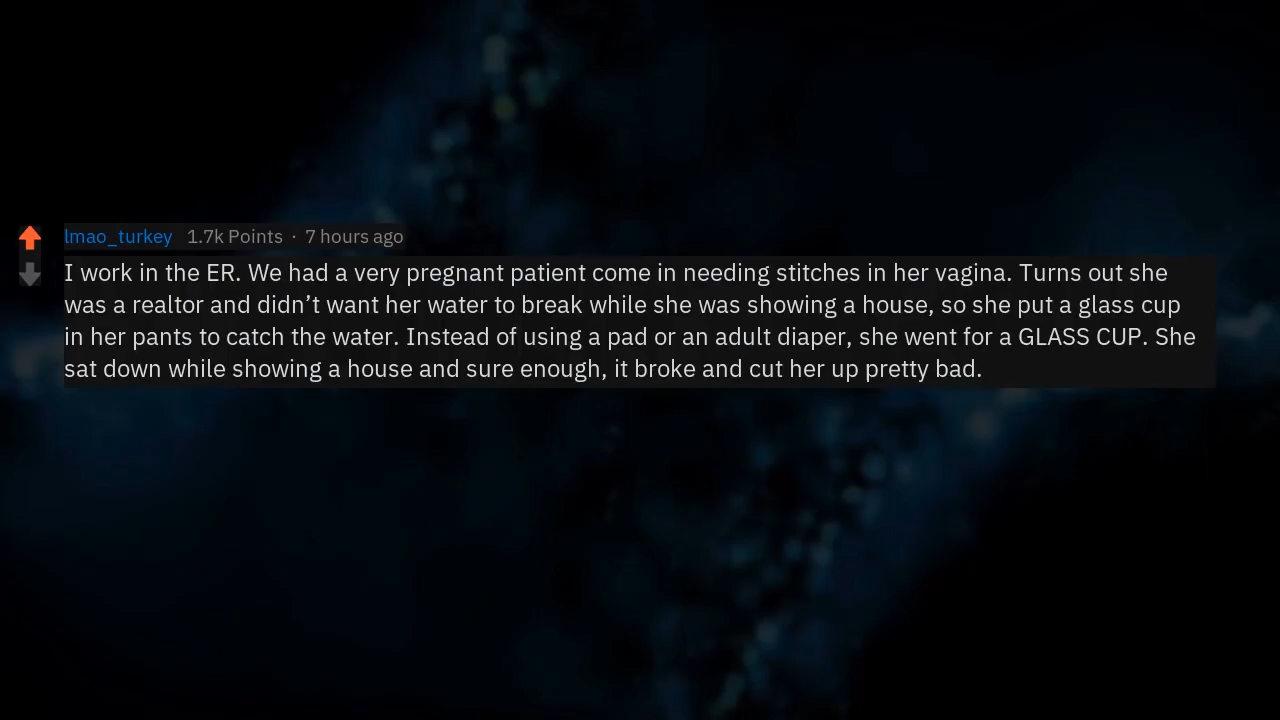 lmao_turkey 1.7k Points · 7 hours ago
I work in the ER. We had a very pregnant patient come in needing stitches in her vagina. Turns out she
was a realtor and didn’t want her water to break while she was showing a house, so she put a glass cup
in her pants to catch the water. Instead of using a pad or an adult diaper, she went for a GLASS CUP. She
sat down while showing a house and sure enough, it broke and cut her up pretty bad.